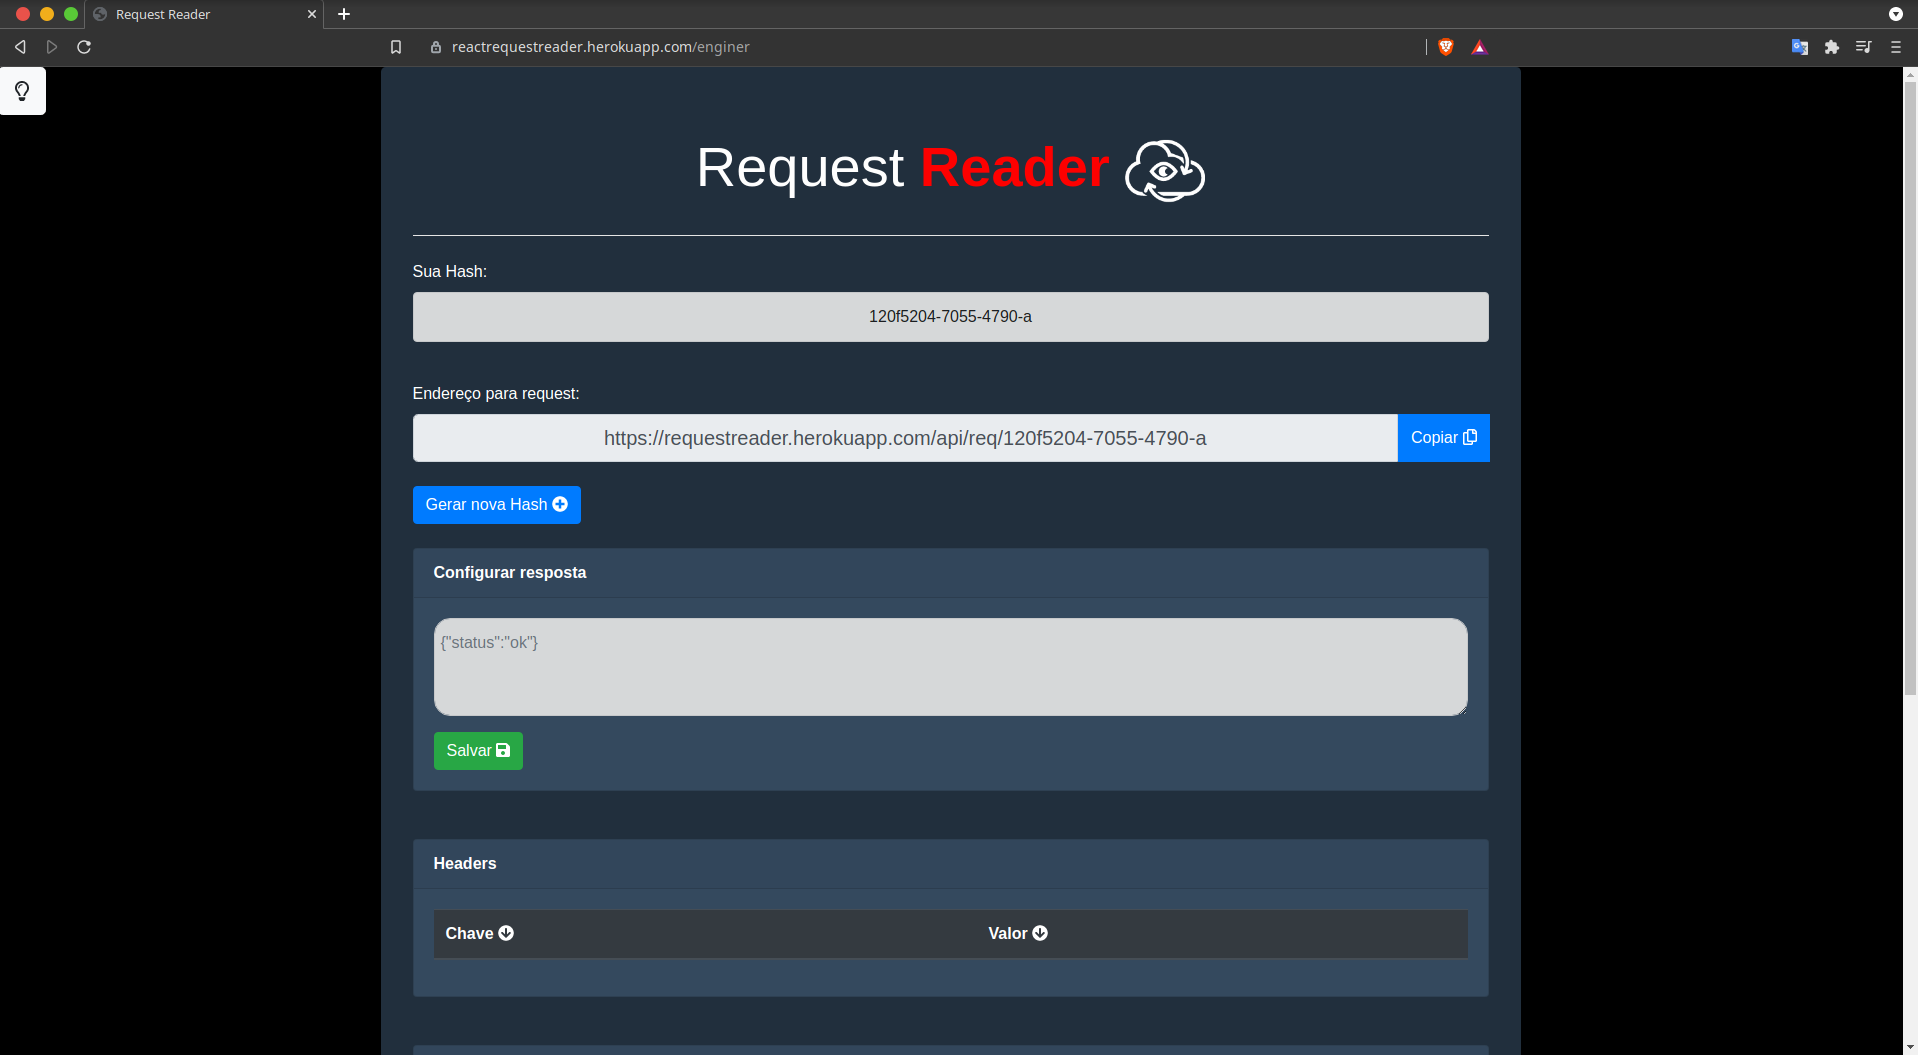 Request Reader
reactrequestreader.herokuapp.com/enginer
Request Reader
Sua Hash:
120f5204-7055-4790-a
Endereço para request:
https://requestreader.herokuapp.com/api/req/120f5204-7055-4790-a
Copiar
Gerar nova Hash
Configurar resposta
{"status":"ok"}
Salvar
Headers
Chave Valor